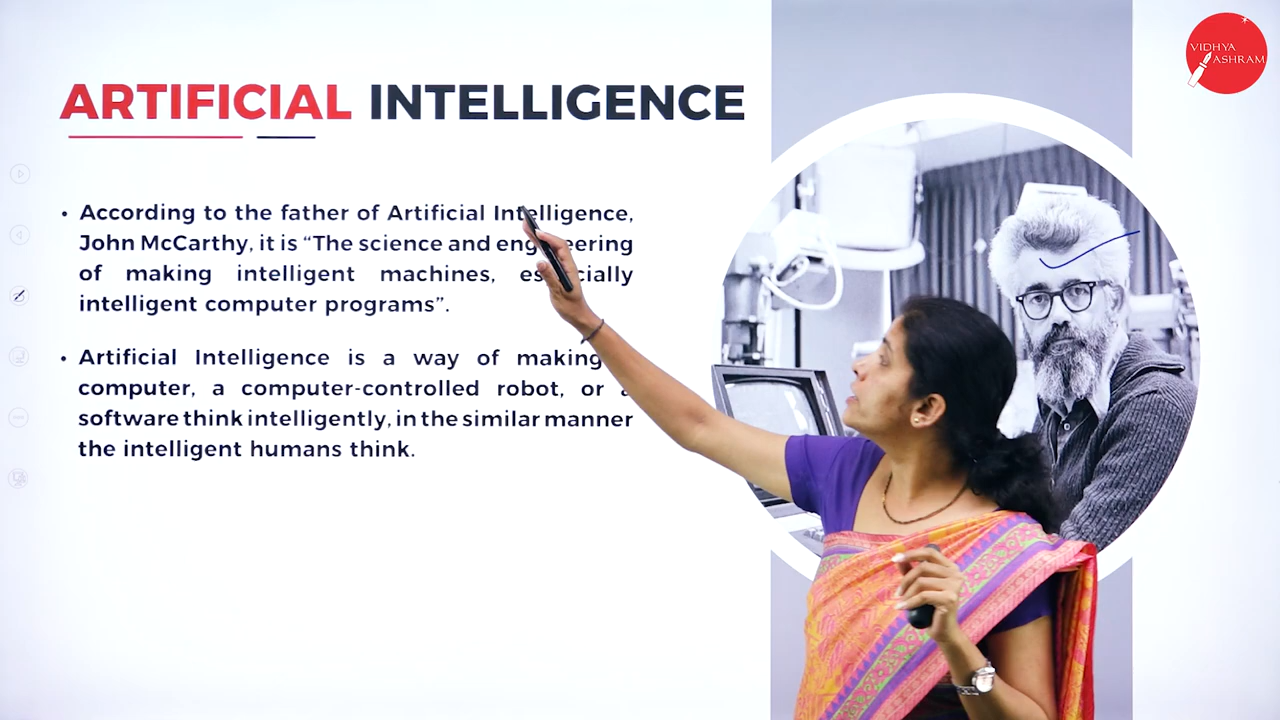 VIDHYA
ASHRAM
ARTIFICIAL INTELLIGENCE
• According to the father of Artificial Intelligence,
John McCarthy, it is “The science and engineering
of making intelligent machines, especially
intelligent computer programs”.
• Artificial Intelligence is a way of making
computer, a computer-controlled robot, or a
software think intelligently, in the similar manner
the intelligent humans think.